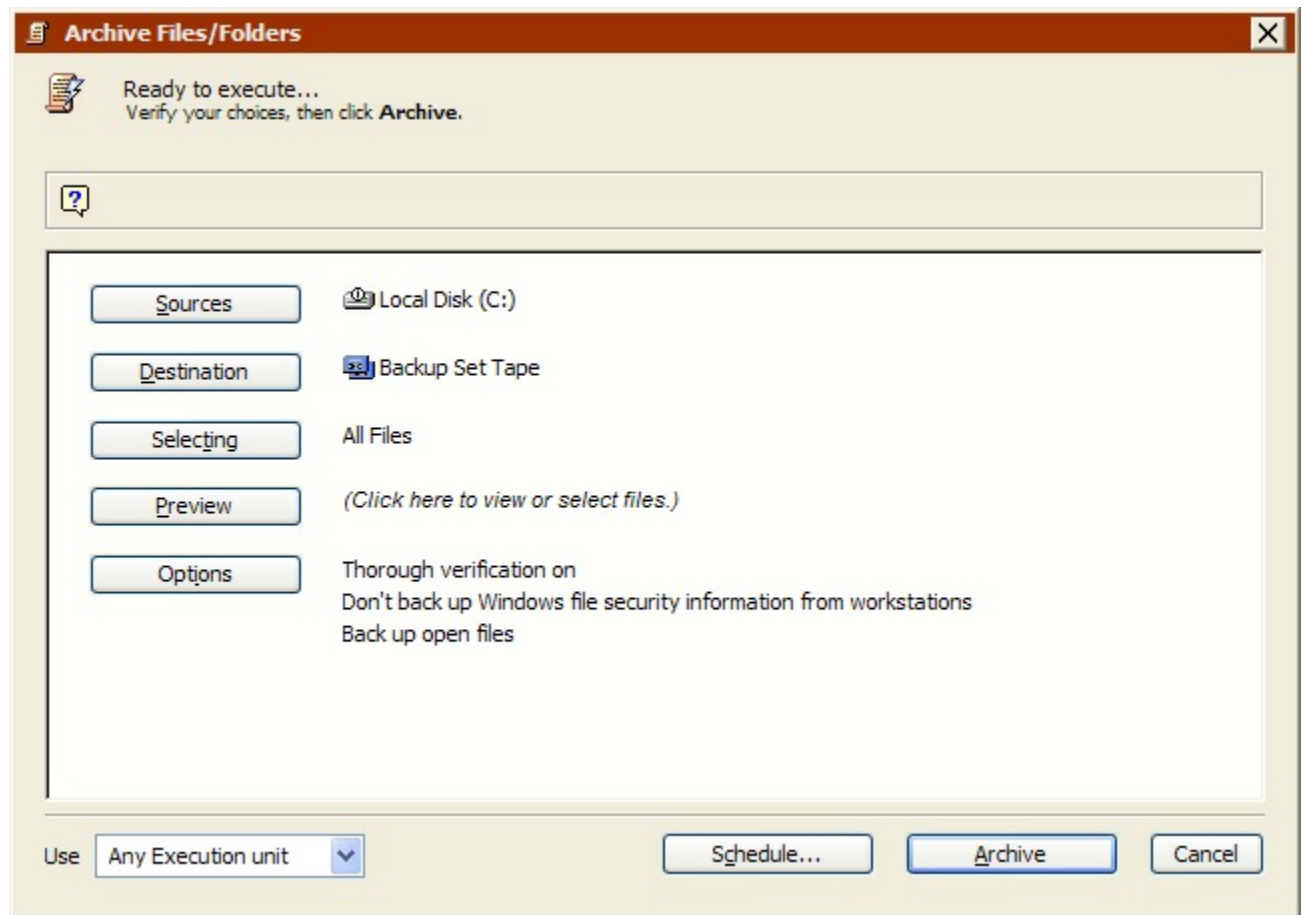 Archive Files/Folders
Ready to execute...
Verify your choices, then click Archive.
Sources Local Disk (C:)
Destination Backup Set Tape
Selecting All Files
Preview (Click here to view or select files.)
Options Thorough verification on
Don't back up Windows file security information from workstations
Back up open files
Use Any Execution unit Schedule... Archive Cancel